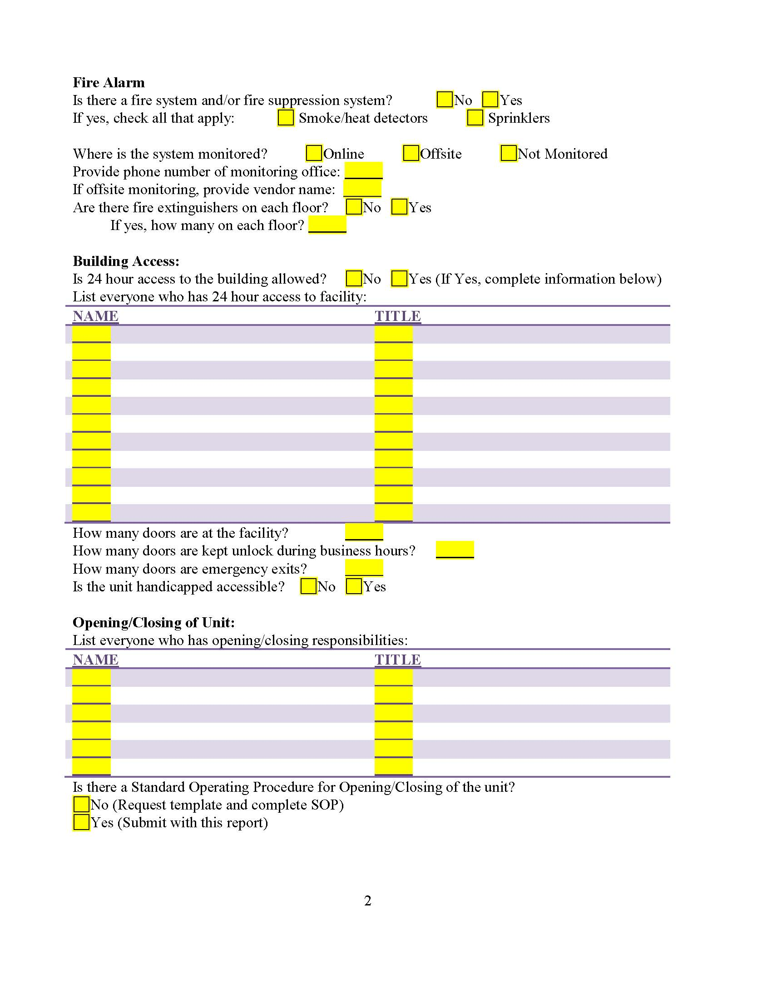 Fire Alarm
Is there a fire system and/or fire suppression system? No Yes
If yes, check all that apply: Smoke/heat detectors Sprinklers
Where is the system monitored? Online Offsite Not Monitored
Provide phone number of monitoring office:
If offsite monitoring, provide vendor name:
Are there fire extinguishers on each floor? No Yes
If yes, how many on each floor?
Building Access:
Is 24 hour access to the building allowed? No Yes (If Yes, complete information below)
List everyone who has 24 hour access to facility:
NAME TITLE
How many doors are at the facility?
How many doors are kept unlock during business hours?
How many doors are emergency exits?
Is the unit handicapped accessible? No Yes
Opening/Closing of Unit:
List everyone who has opening/closing responsibilities:
NAME TITLE
Is there a Standard Operating Procedure for Opening/Closing of the unit?
No (Request template and complete SOP)
Yes (Submit with this report)
2